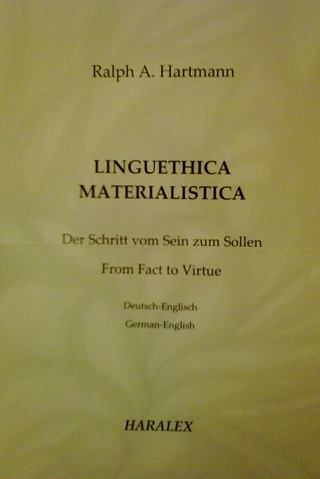 Ralph A. Hartmann
LINGUETHICA
MATERIALISTICA
Der Schritt vom Sein zum Sollen
From Fact to Virtue
Deutsch-Englisch
German-English
HARALEX